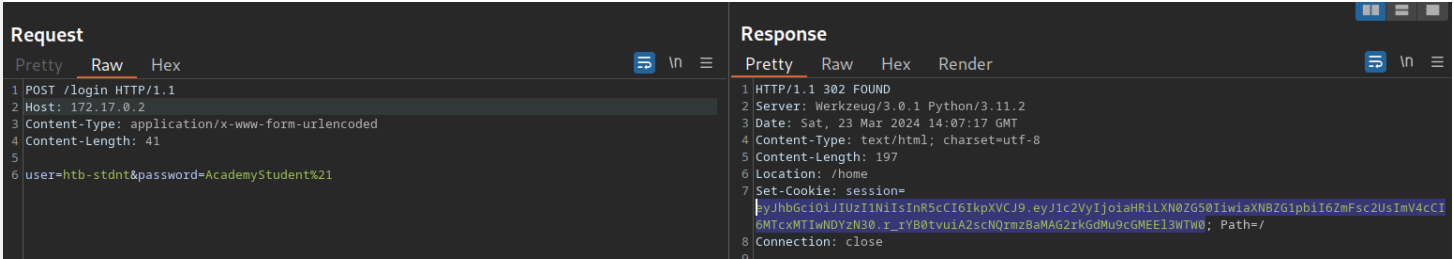 Request
Pretty Raw Hex
\n
1 POST /login HTTP/1.1
2 Host: 172.17.0.2
3 Content-Type: application/x-www-form-urlencoded
4 Content-Length: 41
5
6 user=htb-stdnt&password=AcademyStudent%21
Response
Pretty Raw Hex Render
\n
1 HTTP/1.1 302 FOUND
2 Server: Werkzeug/3.0.1 Python/3.11.2
3 Date: Sat, 23 Mar 2024 14:07:17 GMT
4 Content-Type: text/html; charset=utf-8
5 Content-Length: 197
6 Location: /home
7 Set-Cookie: session=
eyJhbGciOiJIUzI1NiIsInR5cCI6IkpXVCJ9.eyJ1c2VyIjoiaHRiLXN0ZG50IiwiaXNBZG1pbiI6ZmFsc2UsImV4cCI
6MTcxMTIwNDYzN30.r_rYB0tvuiA2scNQrmzBaMAG2rkGdMu9cGMEEl3WTW0; Path=/
8 Connection: close
9